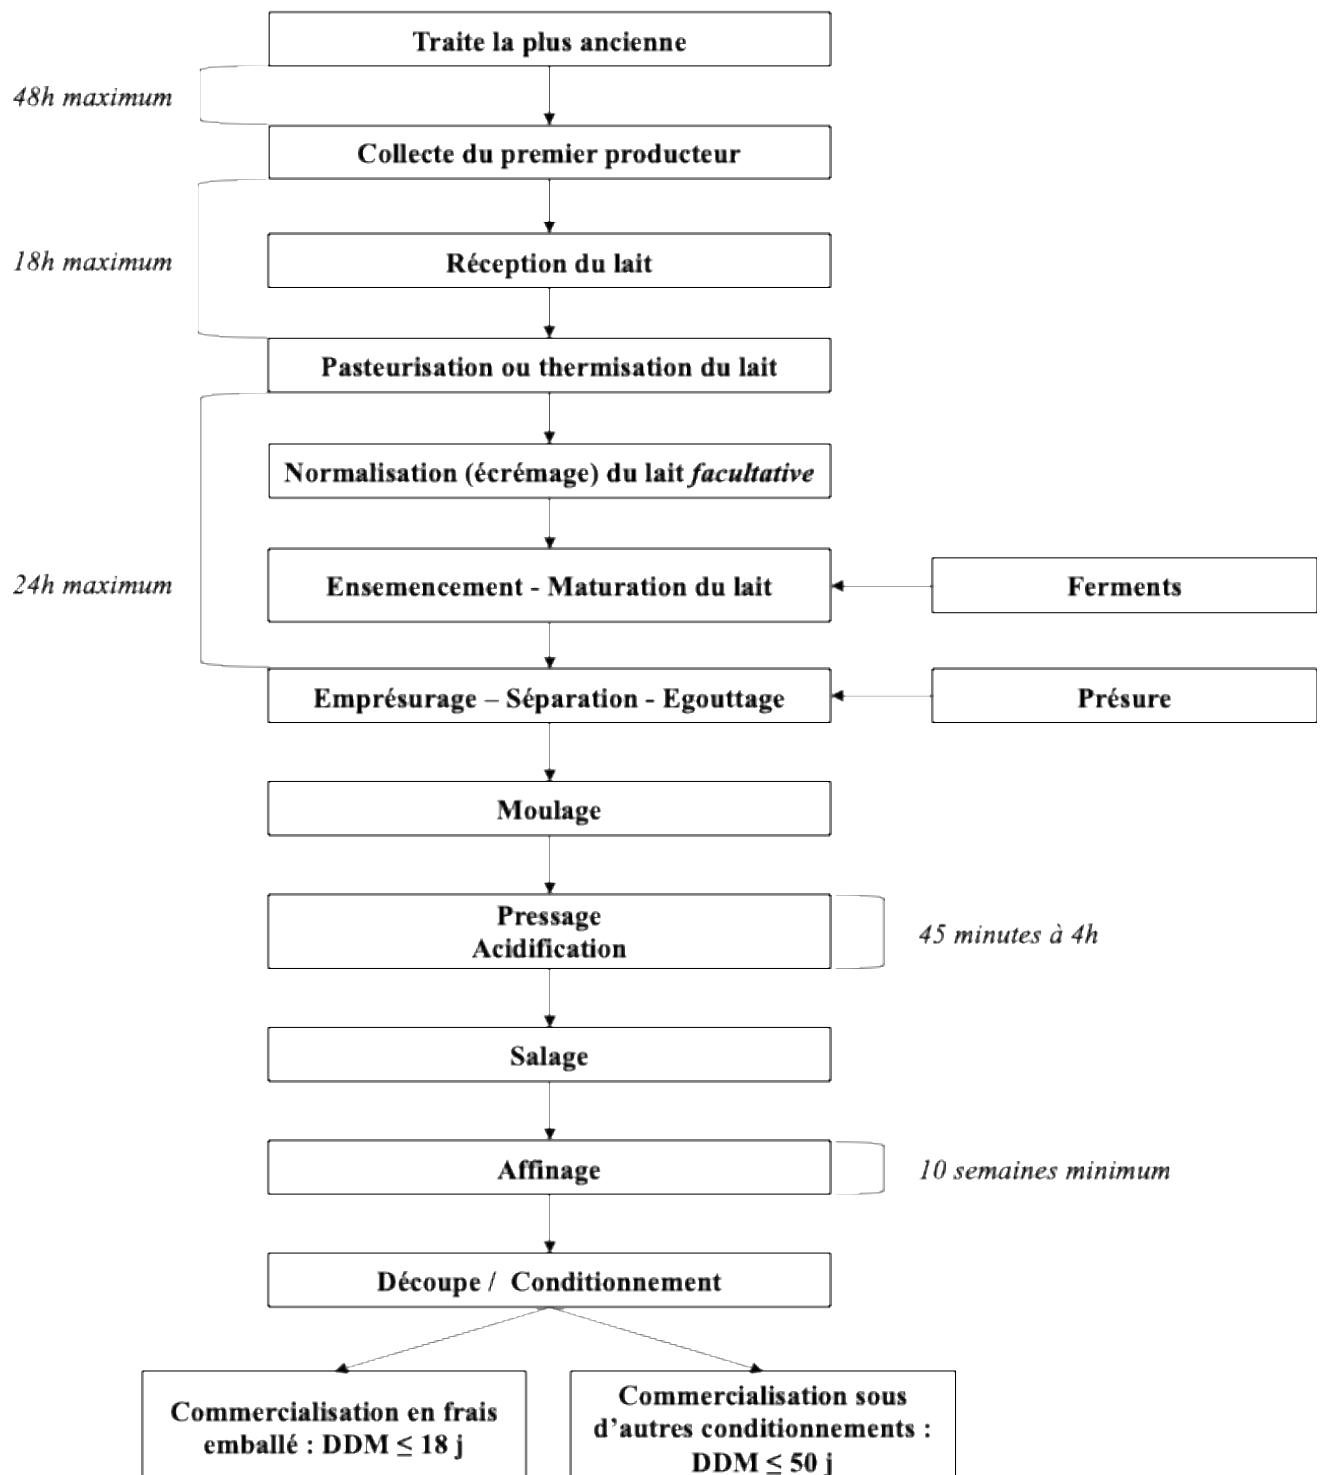 Traite la plus ancienne
48h maximum
Collecte du premier producteur
18h maximum
Réception du lait
Pasteurisation ou thermisation du lait
Normalisation (écrémage) du lait facultative
24h maximum
Ensemencement - Maturation du lait
Ferments
Emprésurage – Séparation - Egouttage
Présure
Moulage
Pressage
Acidification
45 minutes à 4h
Salage
Affinage
10 semaines minimum
Découpe / Conditionnement
Commercialisation en frais
emballé : DDM ≤ 18 j
Commercialisation sous
d’autres conditionnements :
DDM ≤ 50 j